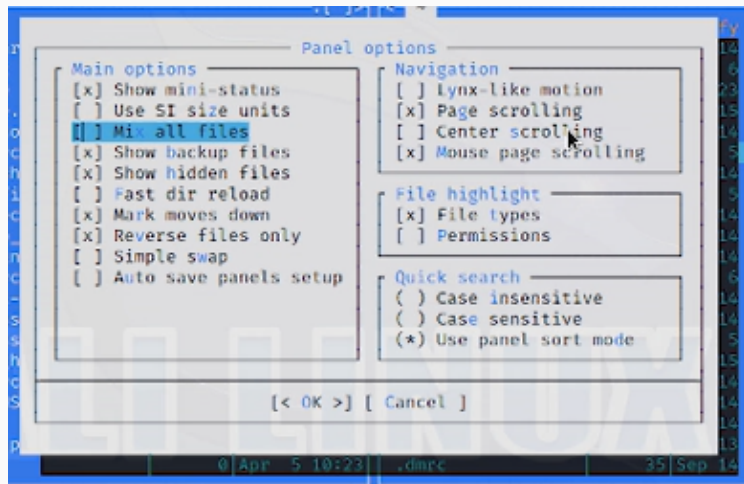 Panel options
Main options
[x] Show mini-status
[ ] Use SI size units
[ ] Mix all files
[x] Show backup files
[x] Show hidden files
[ ] Fast dir reload
[x] Mark moves down
[x] Reverse files only
[ ] Simple swap
[ ] Auto save panels setup
Navigation
[ ] Lynx-like motion
[x] Page scrolling
[ ] Center scrolling
[x] Mouse page scrolling
File highlight
[x] File types
[ ] Permissions
Quick search
( ) Case insensitive
( ) Case sensitive
(*) Use panel sort mode
[< OK >] [ Cancel ]
LI LINUX
0 Apr 5 10:23 .dmrc 35 Sep 14